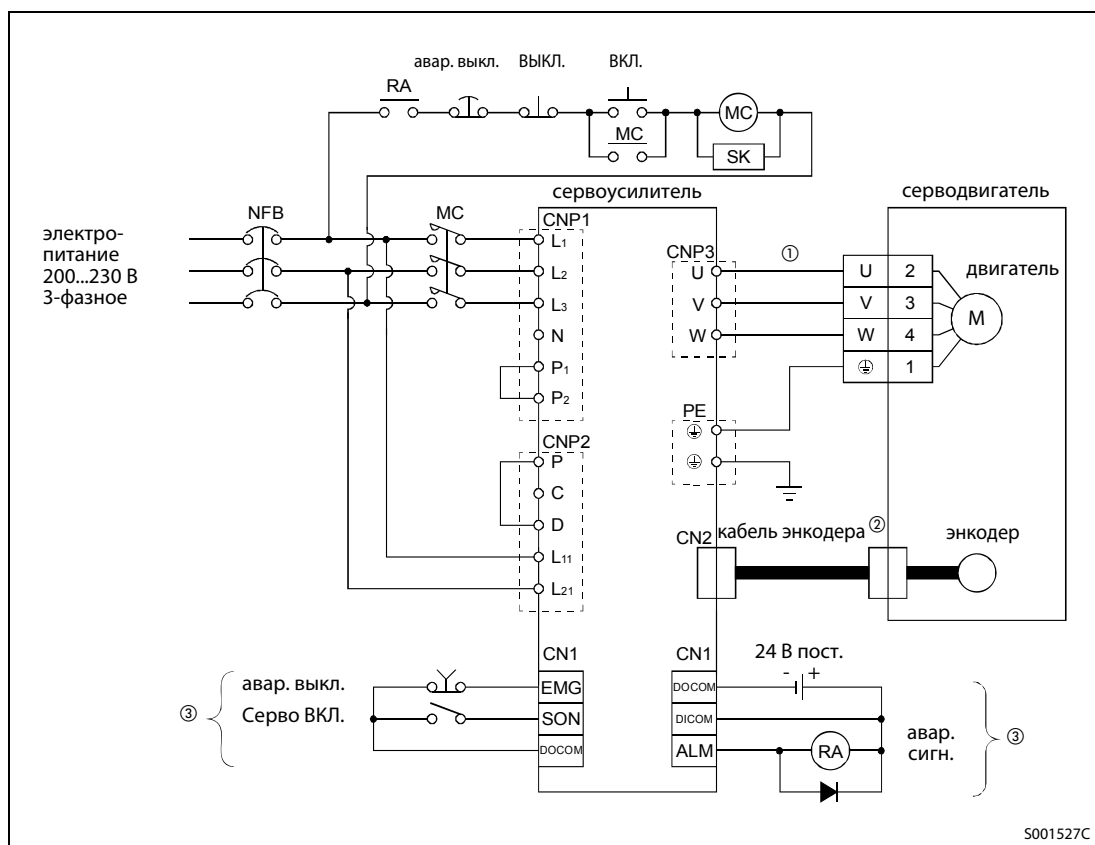 авар. выкл. ВЫКЛ. ВКЛ.
RA
MC
MC
SK
сервоусилитель
серводвигатель
NFB
MC
CNP1
электро-
питание
200...230 В
3-фазное
L1
L2
L3
N
P1
P2
CNP2
P
C
D
L11
L21
CNP3
U
V
W
①
U 2
V 3
W 4
1
двигатель
M
PE
CN2
кабель энкодера ②
энкодер
CN1
EMG
SON
DOCOM
авар. выкл.
Серво ВКЛ.
③
CN1
DOCOM
DICOM
ALM
24 В пост.
- +
RA
авар.
сигн.
③
S001527C